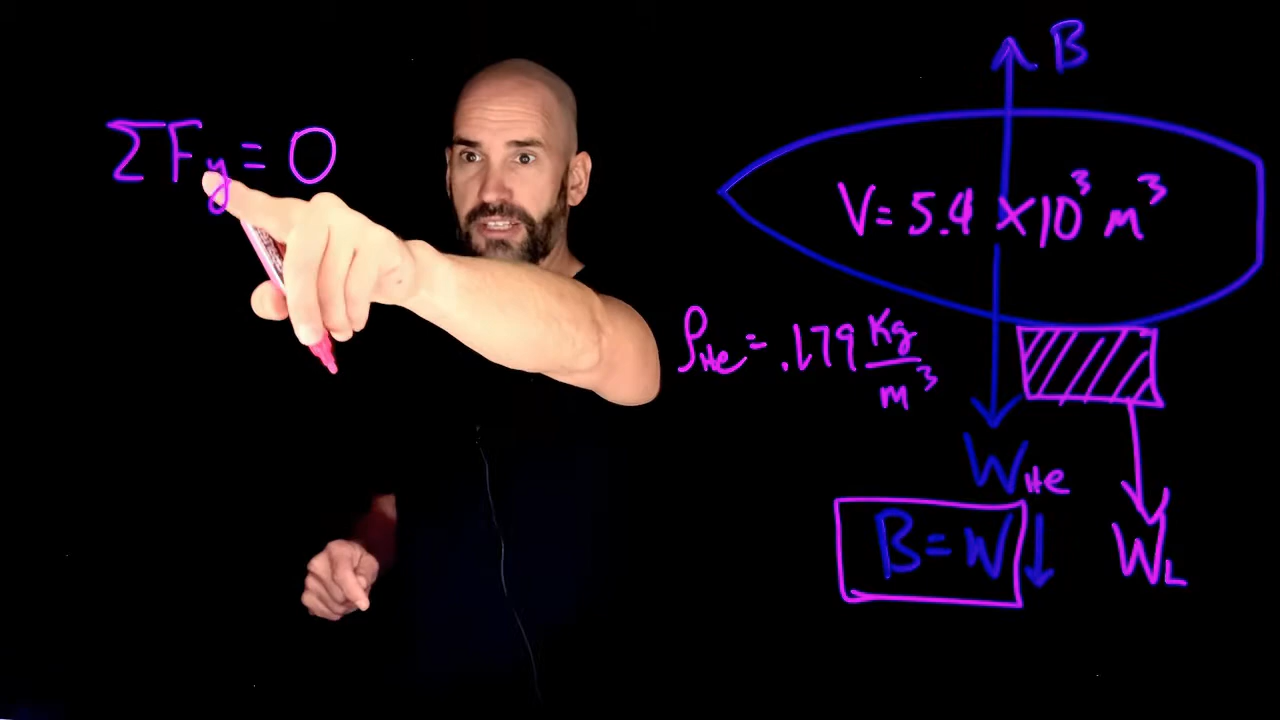 ΣFy = 0
B
V = 5.4 × 10³ m³
ρHe = .179 Kg/m³
WHe
B = W↓
WL